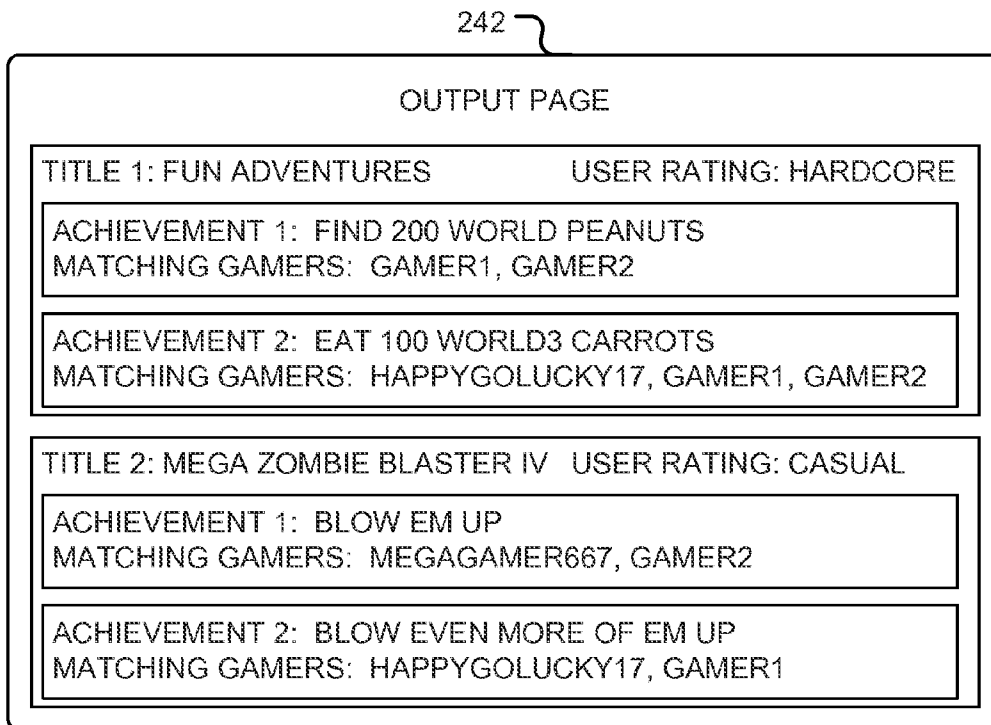 242
OUTPUT PAGE
TITLE 1: FUN ADVENTURES USER RATING: HARDCORE
ACHIEVEMENT 1: FIND 200 WORLD PEANUTS
MATCHING GAMERS: GAMER1, GAMER2
ACHIEVEMENT 2: EAT 100 WORLD3 CARROTS
MATCHING GAMERS: HAPPYGOLUCKY17, GAMER1, GAMER2
TITLE 2: MEGA ZOMBIE BLASTER IV USER RATING: CASUAL
ACHIEVEMENT 1: BLOW EM UP
MATCHING GAMERS: MEGAGAMER667, GAMER2
ACHIEVEMENT 2: BLOW EVEN MORE OF EM UP
MATCHING GAMERS: HAPPYGOLUCKY17, GAMER1